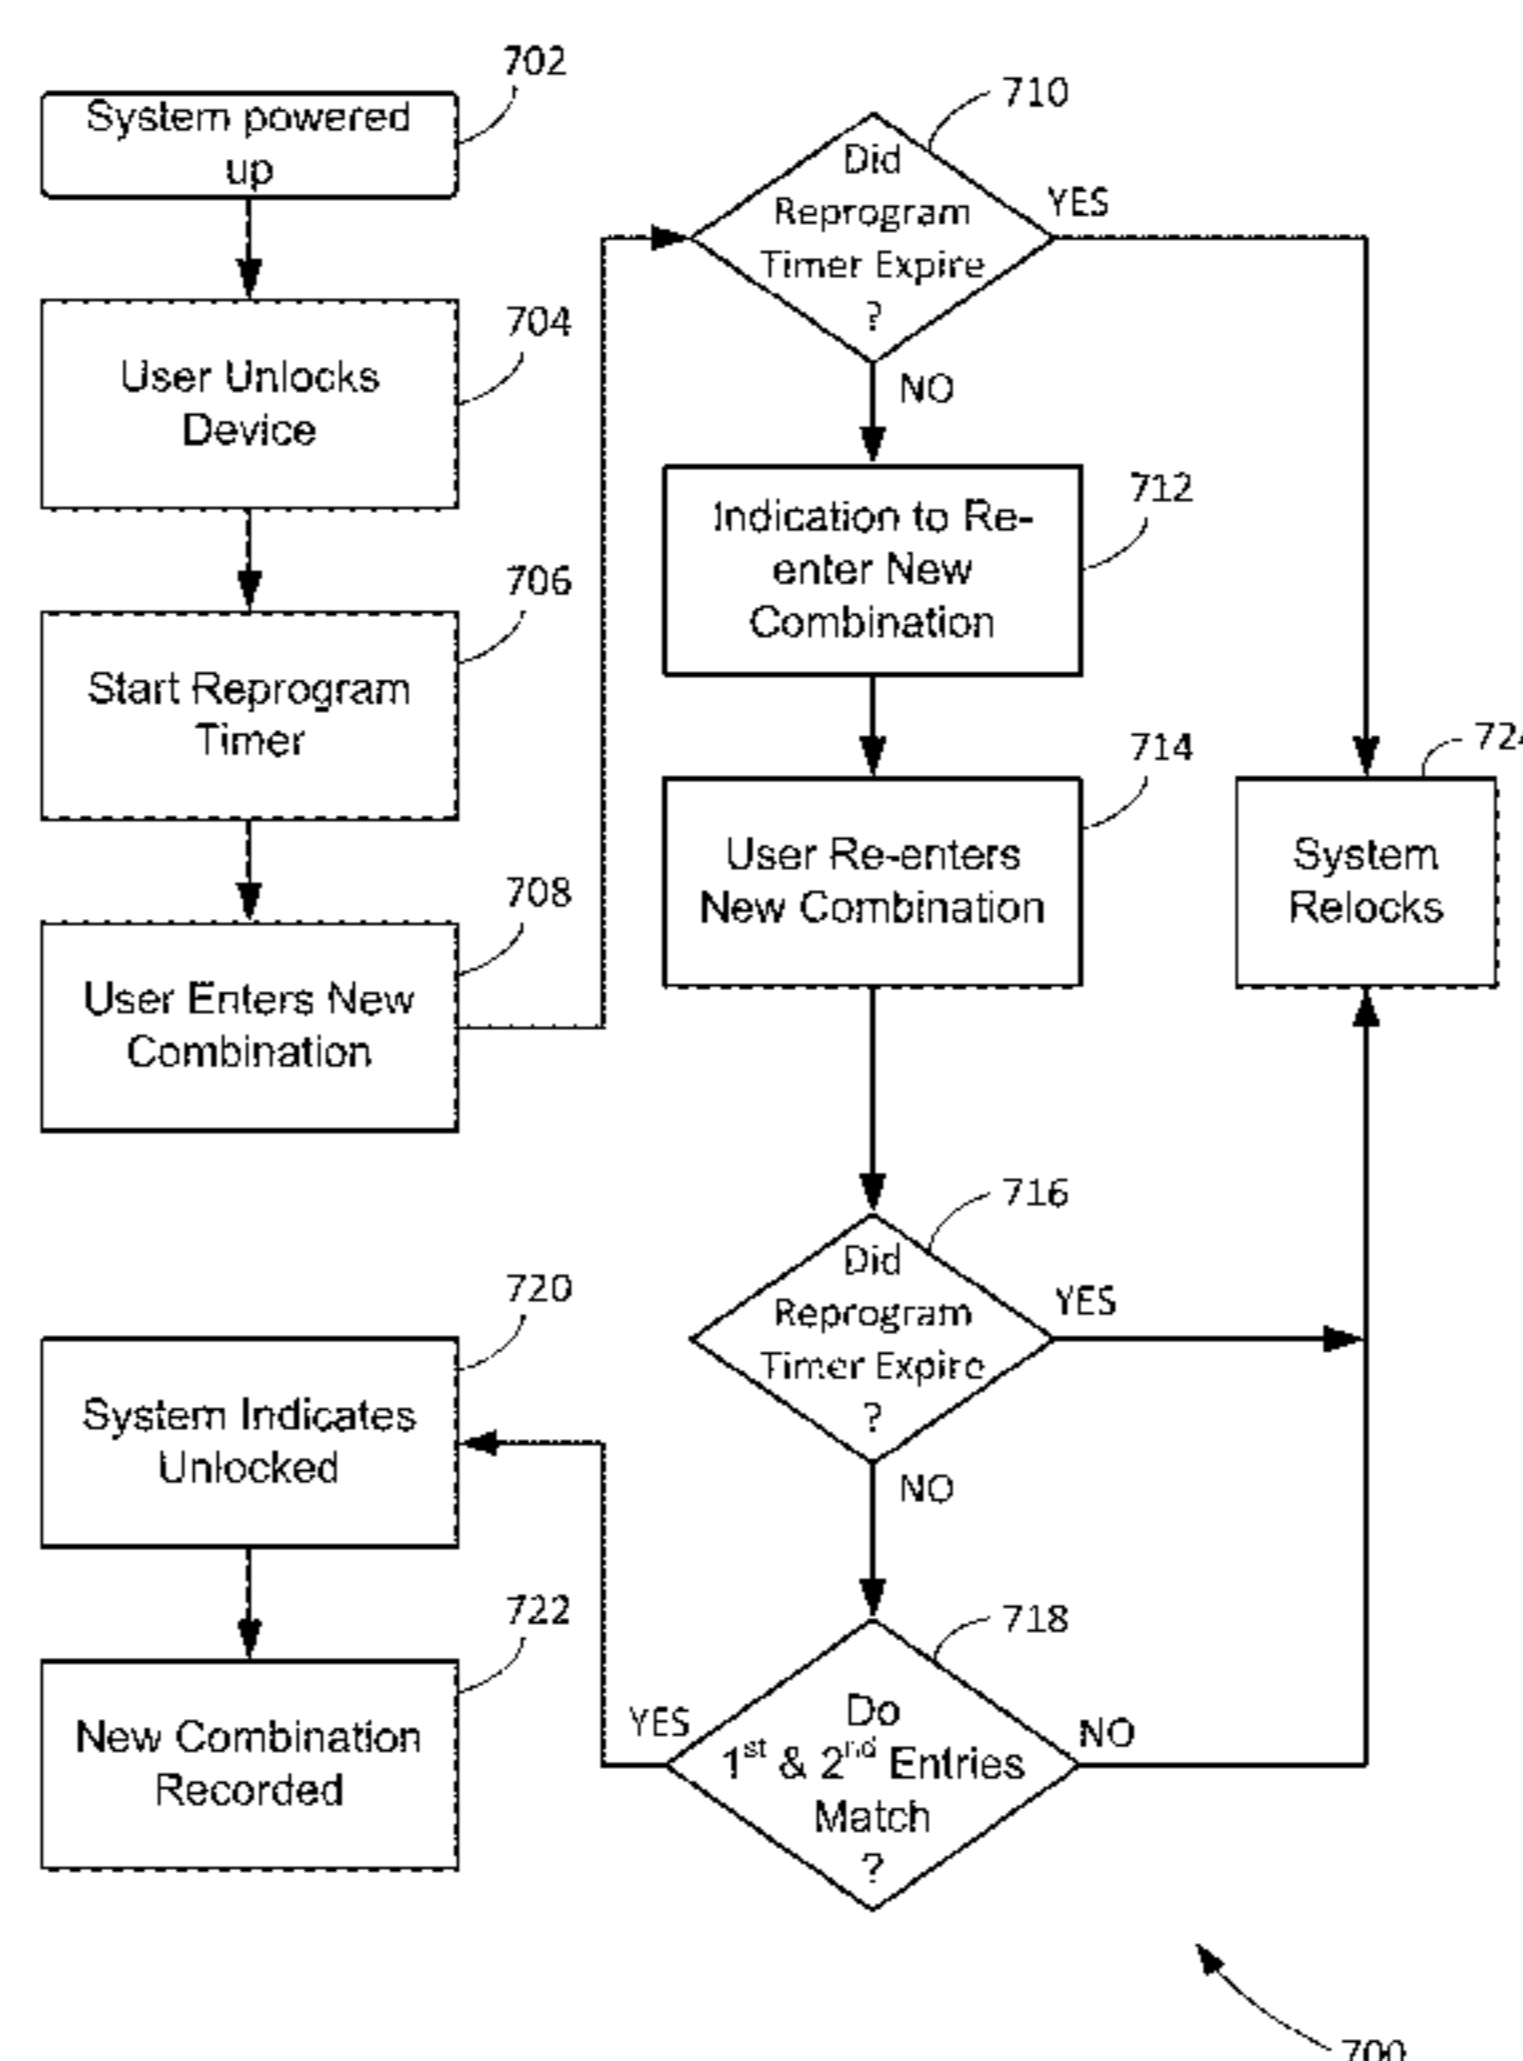 702
System powered
up
704
User Unlocks
Device
706
Start Reprogram
Timer
708
User Enters New
Combination
710
Did
Reprogram
Timer Expire
?
YES
NO
712
Indication to Re-
enter New
Combination
714
User Re-enters
New Combination
724
System
Relocks
716
Did
Reprogram
Timer Expire
?
YES
NO
718
Do
1st & 2nd Entries
Match
?
YES
NO
720
System Indicates
Unlocked
722
New Combination
Recorded
700